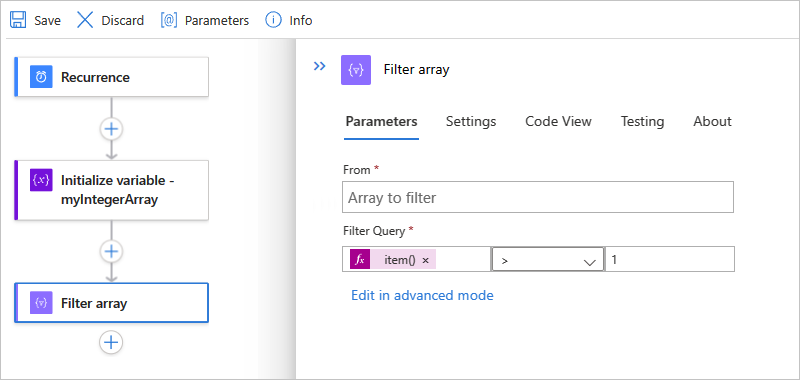 Save Discard Parameters Info
Recurrence
Initialize variable -
myIntegerArray
Filter array
Filter array
Parameters Settings Code View Testing About
From *
Array to filter
Filter Query *
fx item() × > 1
Edit in advanced mode